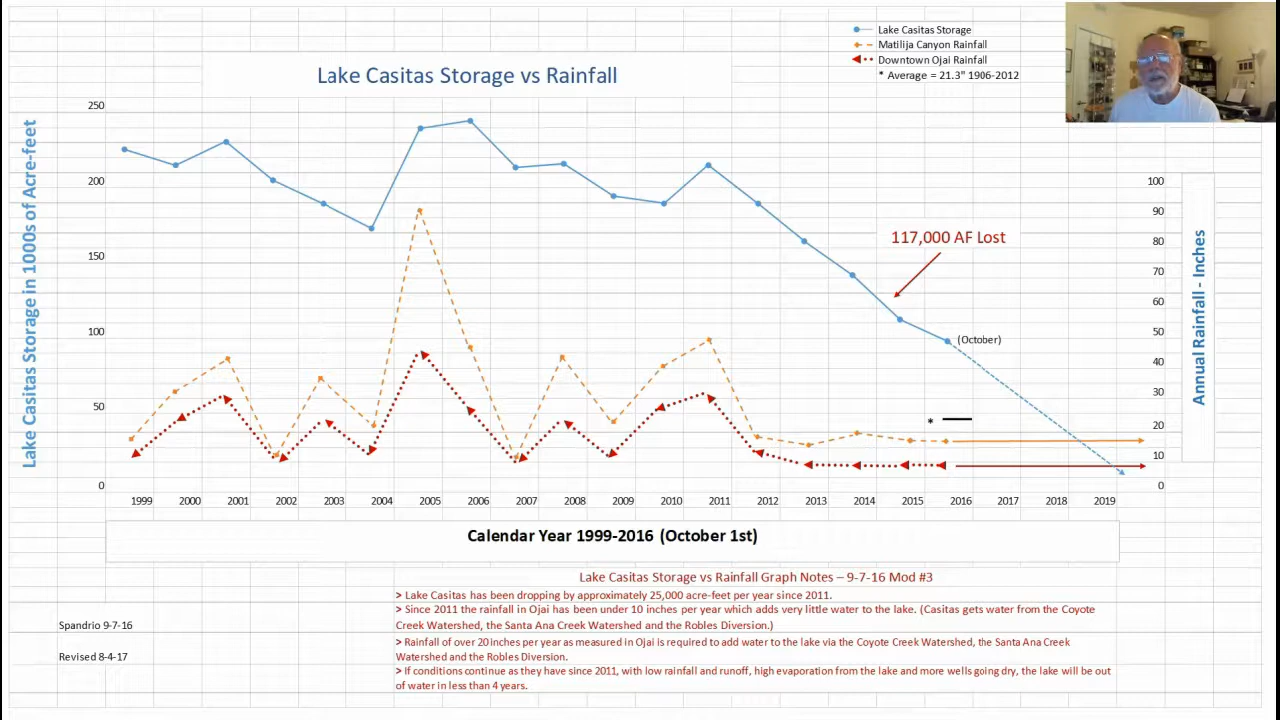 Lake Casitas Storage
Matilija Canyon Rainfall
Downtown Ojai Rainfall
* Average = 21.3" 1906-2012
Lake Casitas Storage vs Rainfall
Lake Casitas Storage in 1000s of Acre-feet
250
200
150
100
50
0
117,000 AF Lost
(October)
*
100
90
80
70
60
50
40
30
20
10
0
Annual Rainfall - Inches
1999 2000 2001 2002 2003 2004 2005 2006 2007 2008 2009 2010 2011 2012 2013 2014 2015 2016 2017 2018 2019
Calendar Year 1999-2016 (October 1st)
Lake Casitas Storage vs Rainfall Graph Notes – 9-7-16 Mod #3
> Lake Casitas has been dropping by approximately 25,000 acre-feet per year since 2011.
> Since 2011 the rainfall in Ojai has been under 10 inches per year which adds very little water to the lake. (Casitas gets water from the Coyote
Creek Watershed, the Santa Ana Creek Watershed and the Robles Diversion.)
> Rainfall of over 20 inches per year as measured in Ojai is required to add water to the lake via the Coyote Creek Watershed, the Santa Ana Creek
Watershed and the Robles Diversion.
> If conditions continue as they have since 2011, with low rainfall and runoff, high evaporation from the lake and more wells going dry, the lake will be out
of water in less than 4 years.
Spandrio 9-7-16
Revised 8-4-17